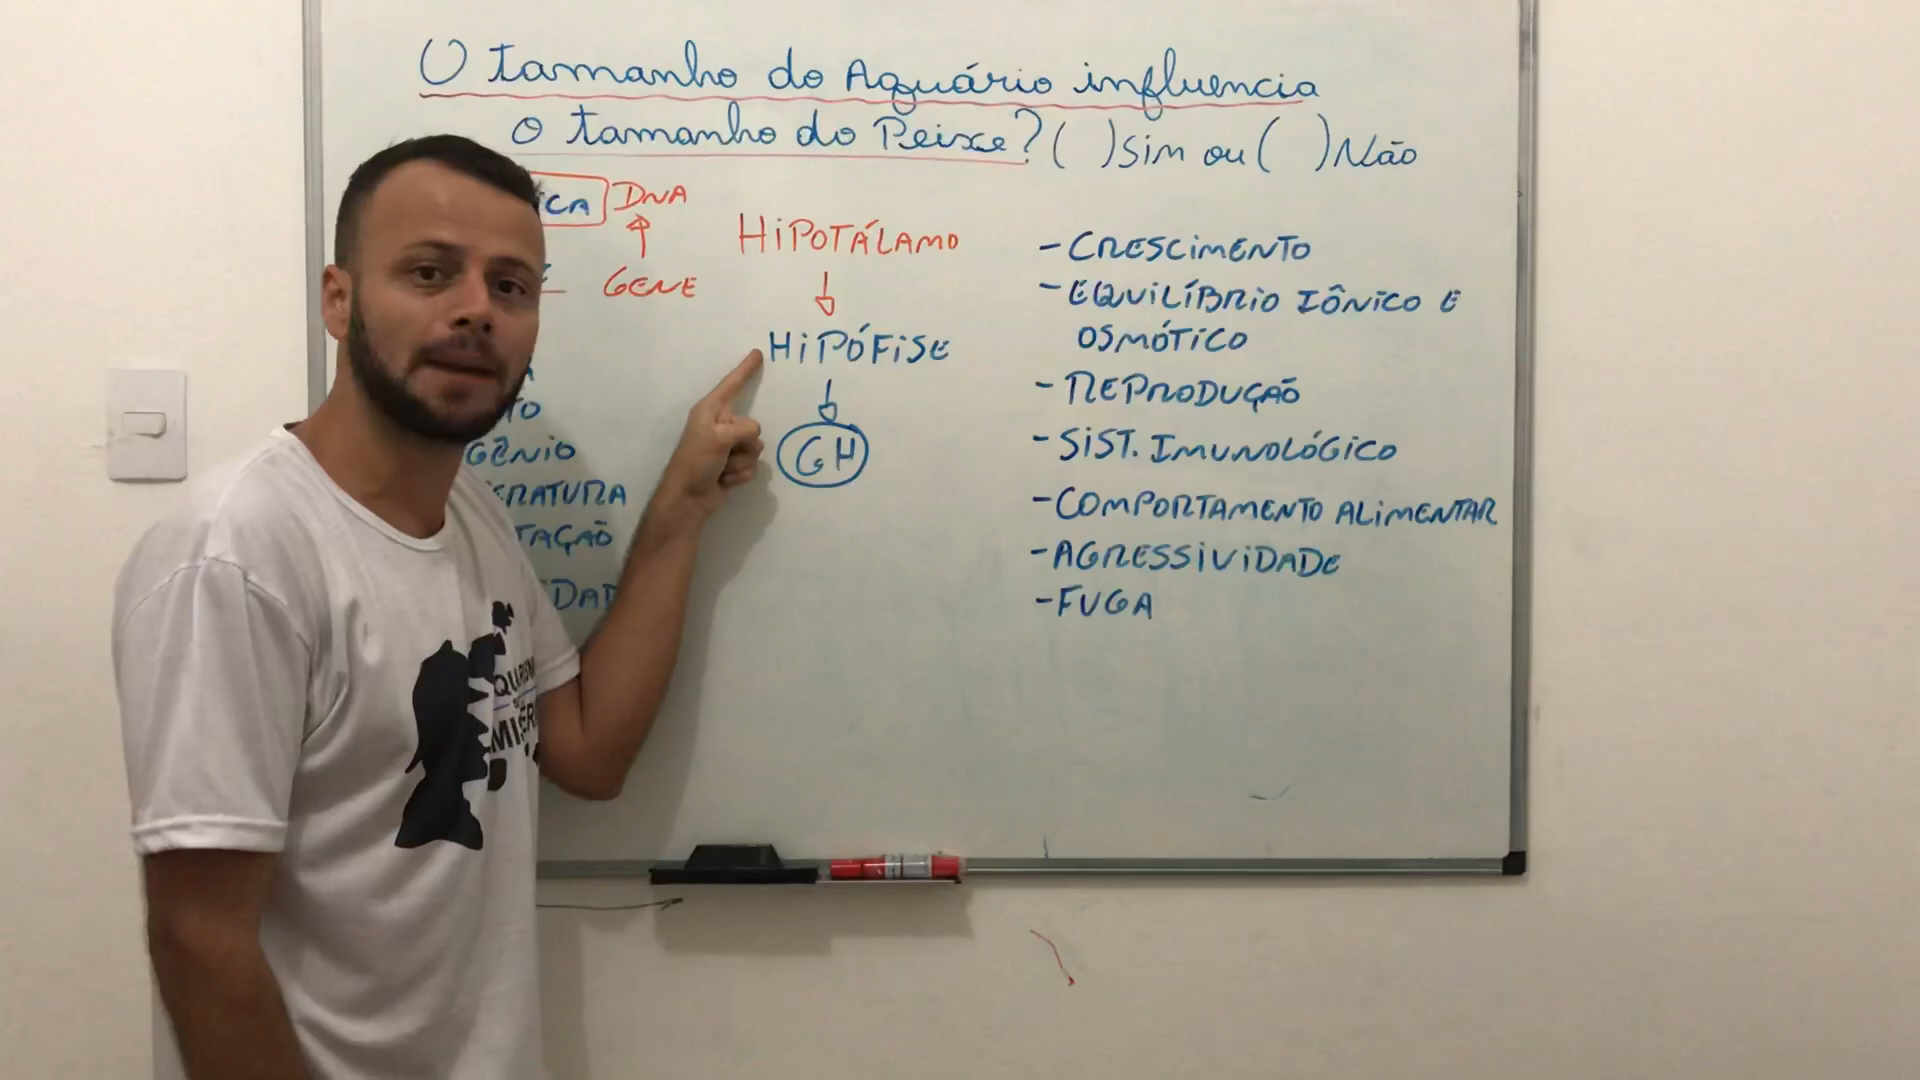 O tamanho do Aquário influencia
o tamanho do Peixe? ( ) Sim ou ( ) Não
DNA
GENE
HIPOTÁLAMO
HIPÓFISE
GH
- CRESCIMENTO
- EQUILÍBRIO IÔNICO E
OSMÓTICO
- REPRODUÇÃO
- SIST. IMUNOLÓGICO
- COMPORTAMENTO ALIMENTAR
- AGRESSIVIDADE
- FUGA